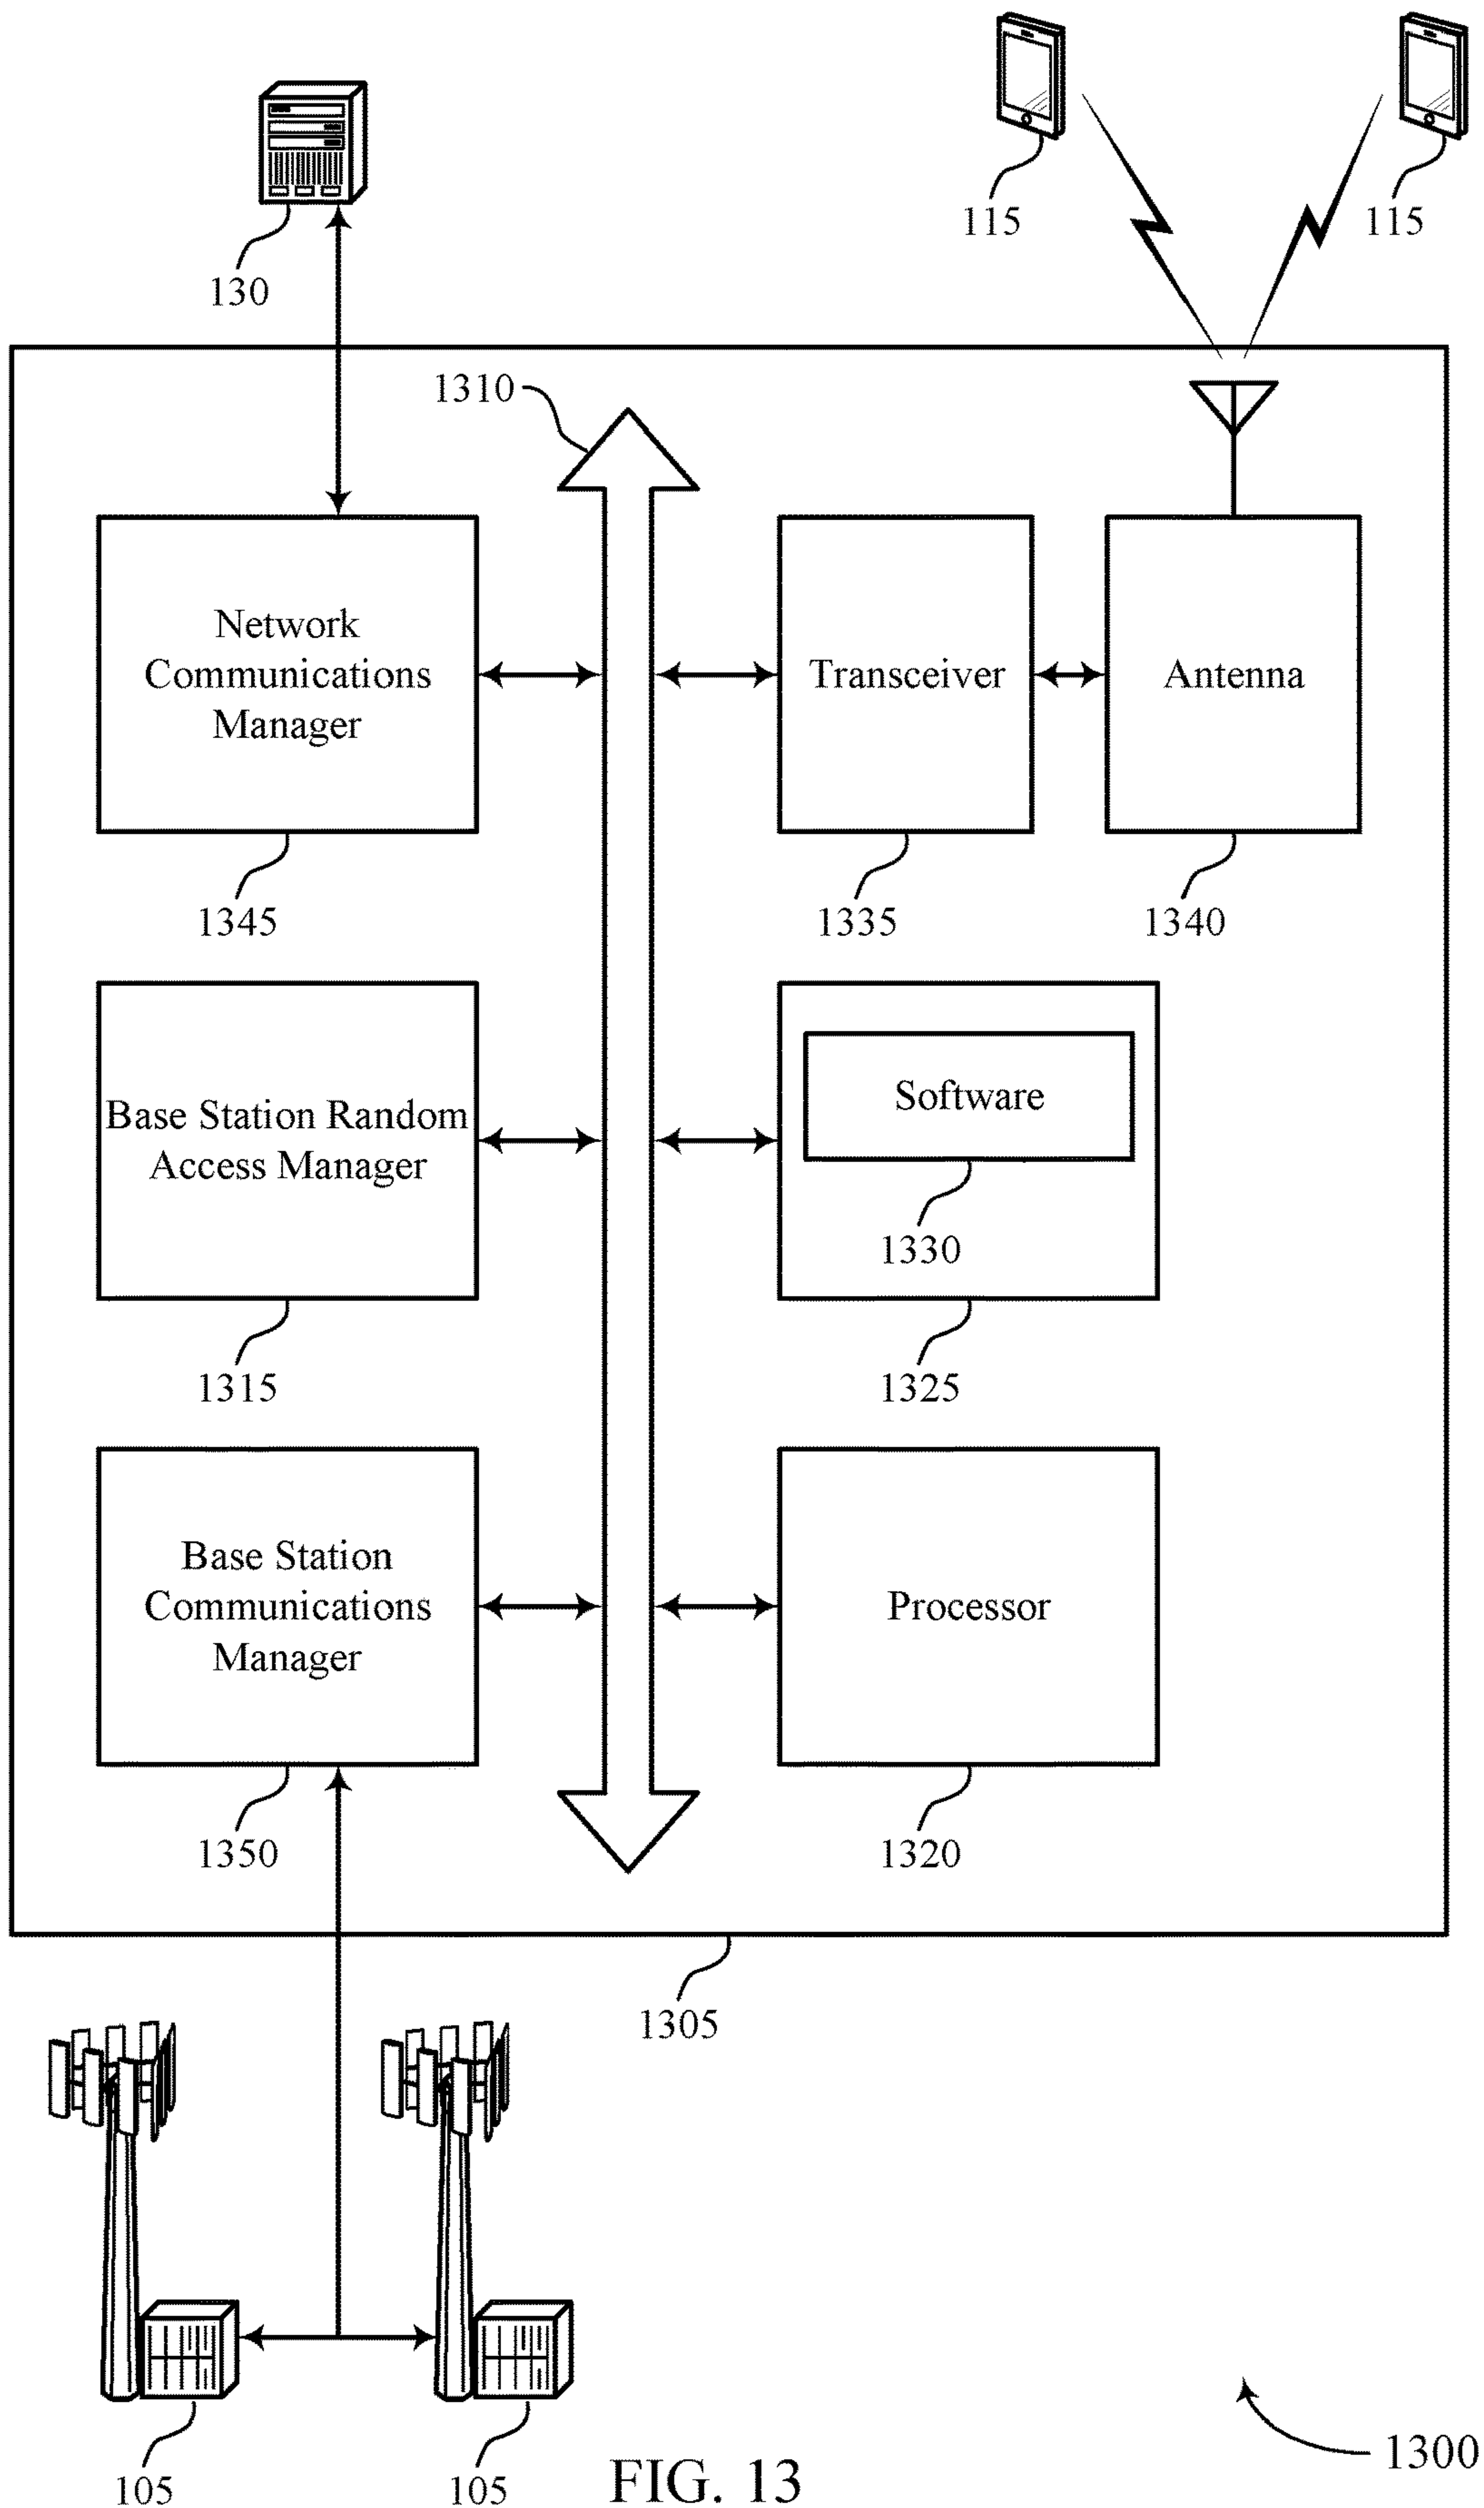 130
115
115
1310
Network
Communications
Manager
Transceiver
Antenna
1345
1335
1340
Base Station Random
Access Manager
Software
1330
1315
1325
Base Station
Communications
Manager
Processor
1350
1320
1305
105
105
FIG. 13
1300